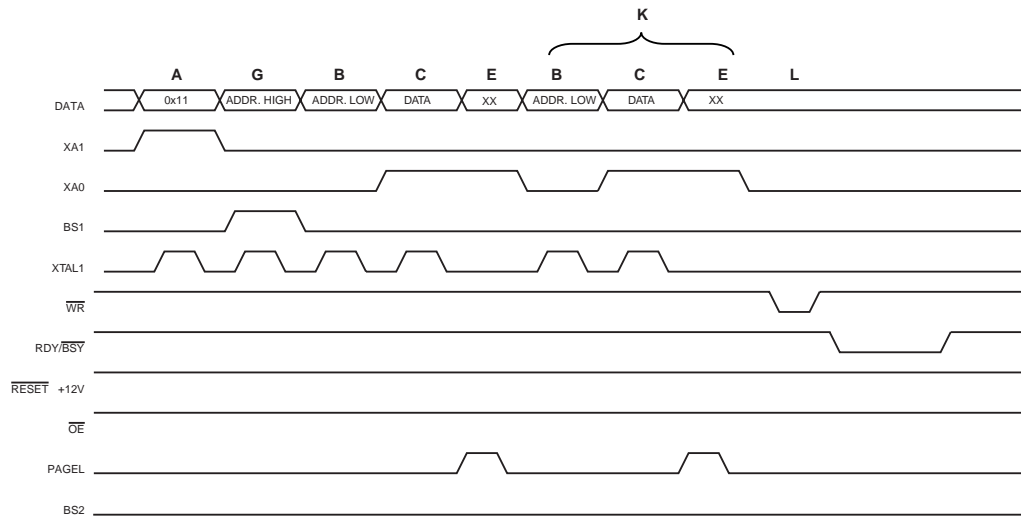 K
A G B C E B C E L
DATA 0x11 ADDR. HIGH ADDR. LOW DATA XX ADDR. LOW DATA XX
XA1
XA0
BS1
XTAL1
WR
RDY/BSY
RESET +12V
OE
PAGEL
BS2